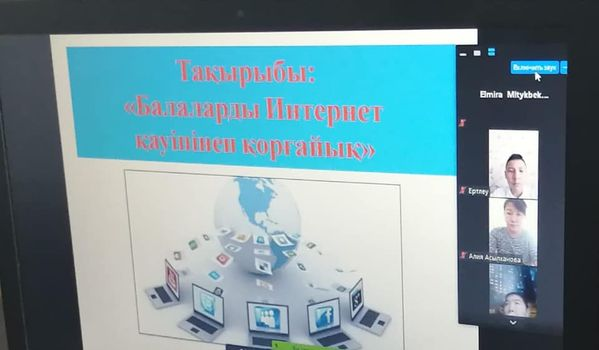 Тақырыбы:
«Балаларды Интернет
қауіпінен қорғайық»
Включить звук
Elmira Mitykbek...
Ертлеу
Алия Асылханова